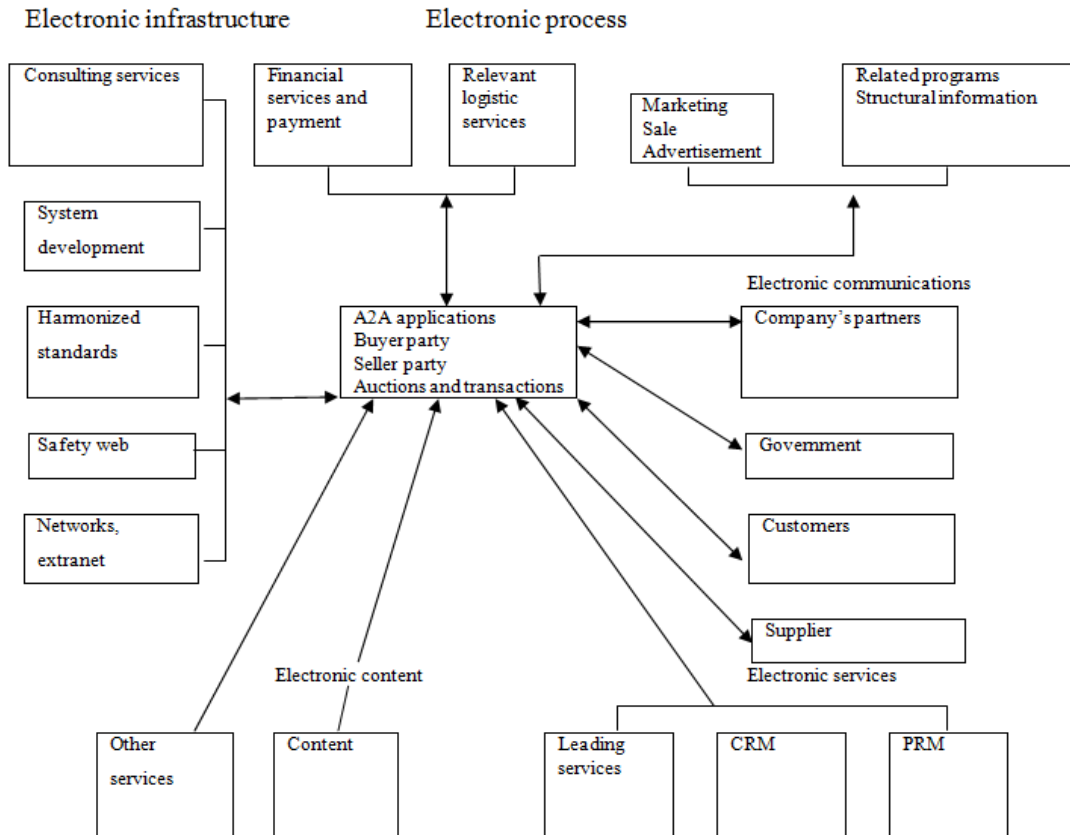 Electronic infrastructure
Electronic process
Consulting services
Financial
services and
payment
Relevant
logistic
services
Marketing
Sale
Advertisement
Related programs
Structural information
System
development
Harmonized
standards
Safety web
Networks,
extranet
A2A applications
Buyer party
Seller party
Auctions and transactions
Electronic communications
Company’s partners
Government
Customers
Supplier
Electronic content
Electronic services
Other
services
Content
Leading
services
CRM
PRM